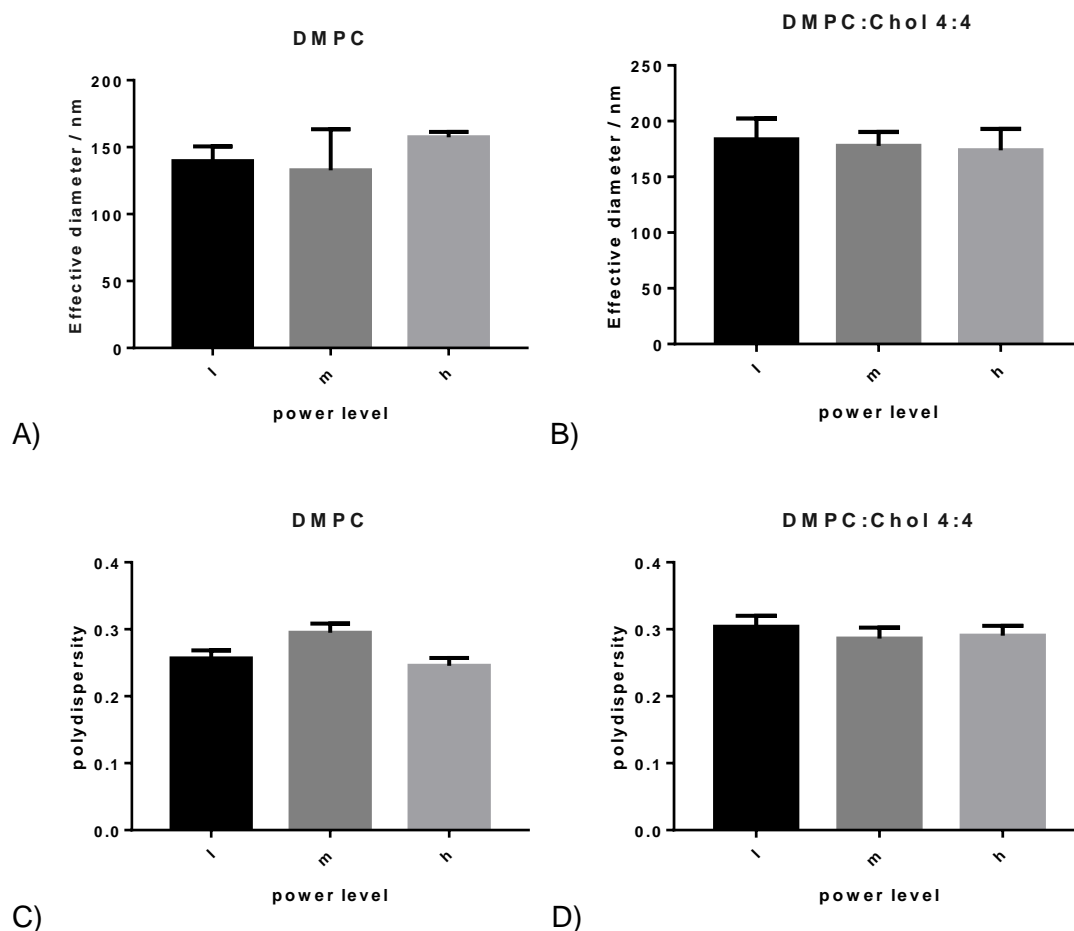 DMPC
Effective diameter / nm
200
150
100
50
0
l
m
h
power level
A)
DMPC:Chol 4:4
Effective diameter / nm
250
200
150
100
50
0
l
m
h
power level
B)
DMPC
polydispersity
0.4
0.3
0.2
0.1
0.0
l
m
h
power level
C)
DMPC:Chol 4:4
polydispersity
0.4
0.3
0.2
0.1
0.0
l
m
h
power level
D)